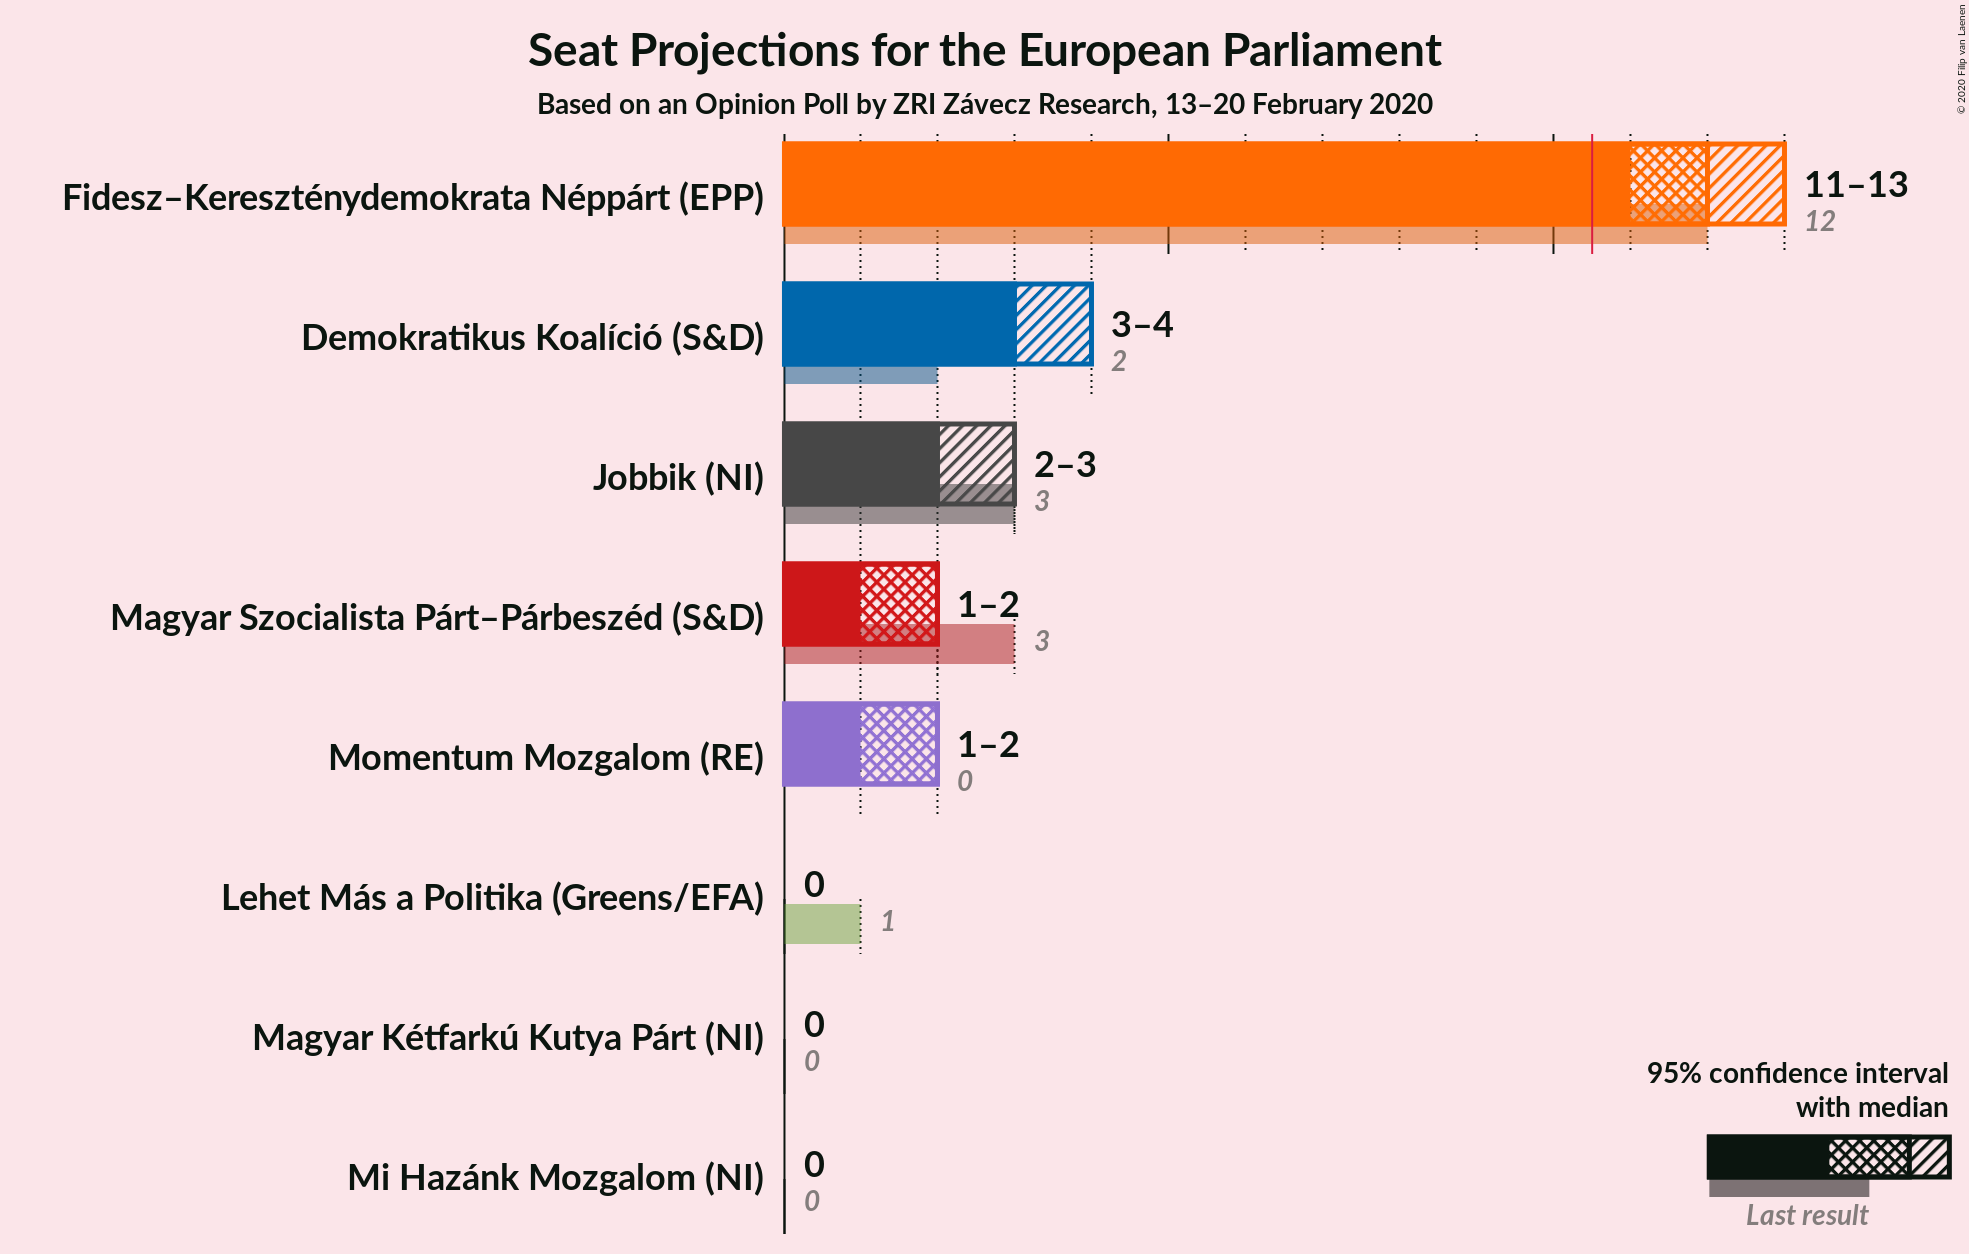 Seat Projections for the European Parliament
Based on an Opinion Poll by ZRI Závecz Research, 13–20 February 2020
© 2020 Filip van Laenen
Fidesz–Kereszténydemokrata Néppárt (EPP)
11–13
12
Demokratikus Koalíció (S&D)
3–4
2
Jobbik (NI)
2–3
3
Magyar Szocialista Párt–Párbeszéd (S&D)
1–2
3
Momentum Mozgalom (RE)
1–2
0
Lehet Más a Politika (Greens/EFA)
0
1
Magyar Kétfarkú Kutya Párt (NI)
0
0
Mi Hazánk Mozgalom (NI)
0
0
95% confidence interval
with median
Last result